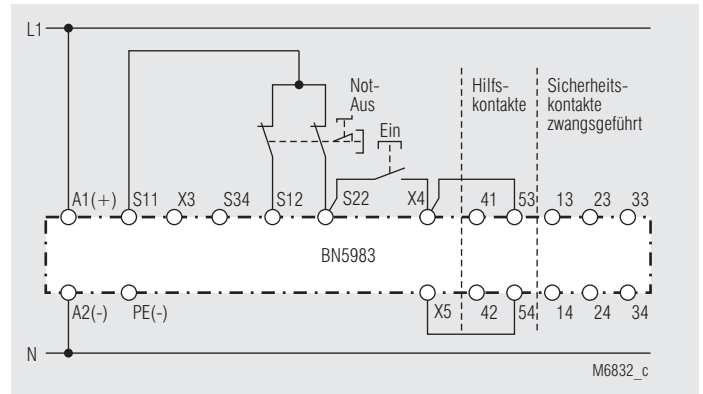 L1
Not-
Aus
Ein
Hilfs-
kontakte
Sicherheits-
kontakte
zwangsgeführt
A1(+) S11 X3 S34 S12 S22 X4 41 53 13 23 33
BN5983
A2(-) PE(-) X5 42 54 14 24 34
N
M6832_c